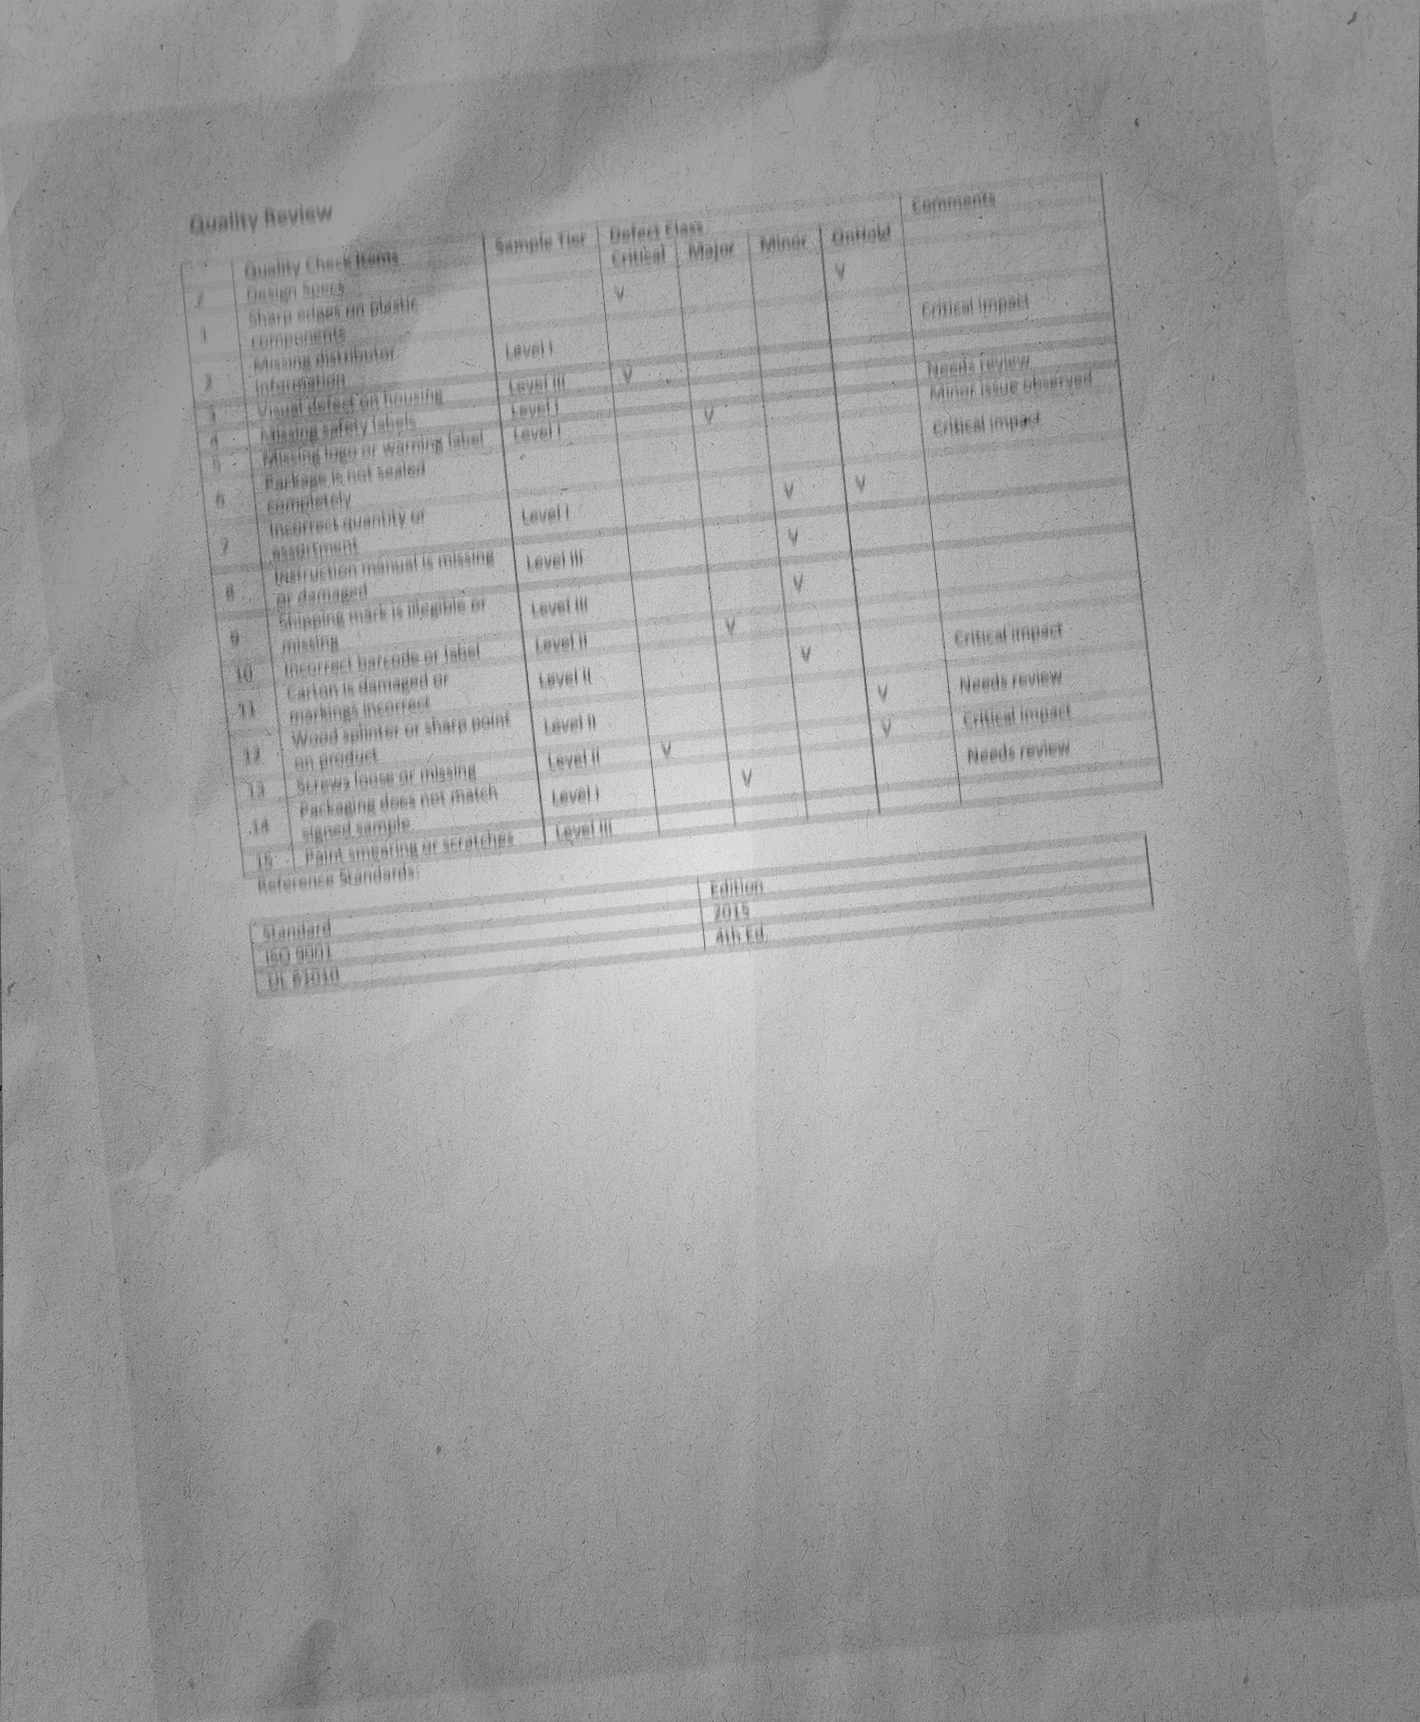 Quality Review
Quality Check Items Sample Tier Defect Class Comments
Design Specs Critical Major Minor OnHold
1 Sharp edges on plastic V V
components
2 Missing distributor Level I Critical impact
information
3 Visual defect on housing Level III V
4 Missing safety labels Level I Needs review
5 Missing logo or warning label Level I V Minor issue observed
6 Package is not sealed Critical impact
completely
7 Incorrect quantity or Level I V V
assortment
8 Instruction manual is missing Level III V
or damaged
9 Shipping mark is illegible or Level III V
missing
10 Incorrect barcode or label Level II V
11 Carton is damaged or Level II V Critical impact
markings incorrect
12 Wood splinter or sharp point Level II V Needs review
on product
13 Screws loose or missing Level II V V Critical impact
14 Packaging does not match Level I V Needs review
signed sample
15 Paint smearing or scratches Level III
Reference Standards:
Standard Edition
ISO 9001 2015
UL 61010 4th Ed.